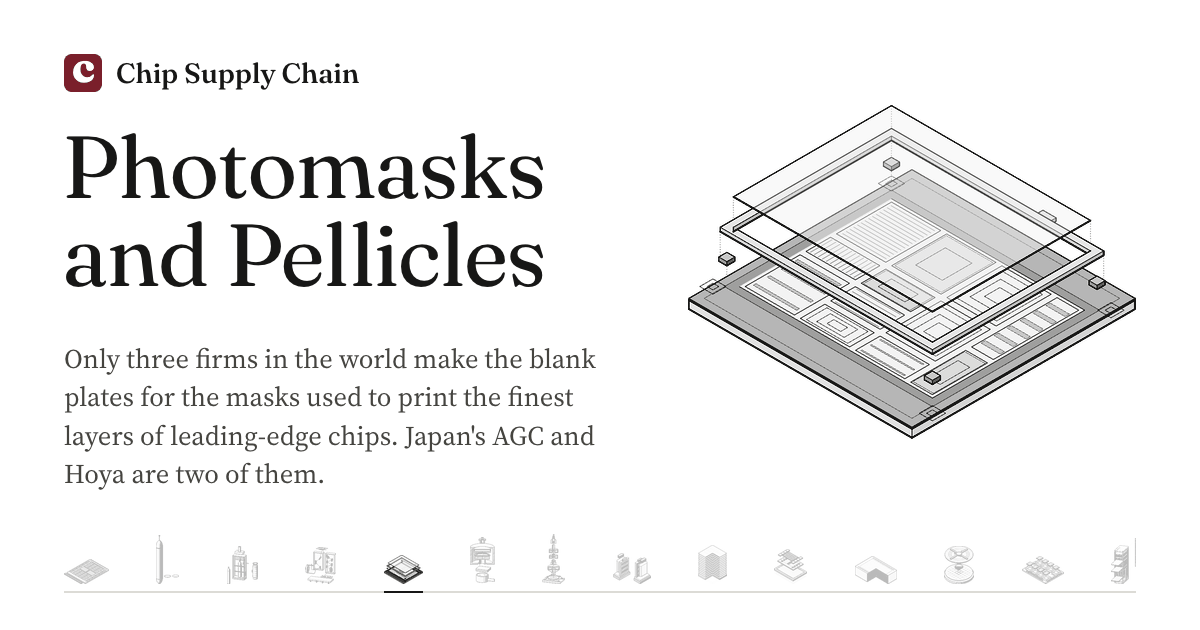 C Chip Supply Chain
Photomasks
and Pellicles
Only three firms in the world make the blank
plates for the masks used to print the finest
layers of leading-edge chips. Japan's AGC and
Hoya are two of them.